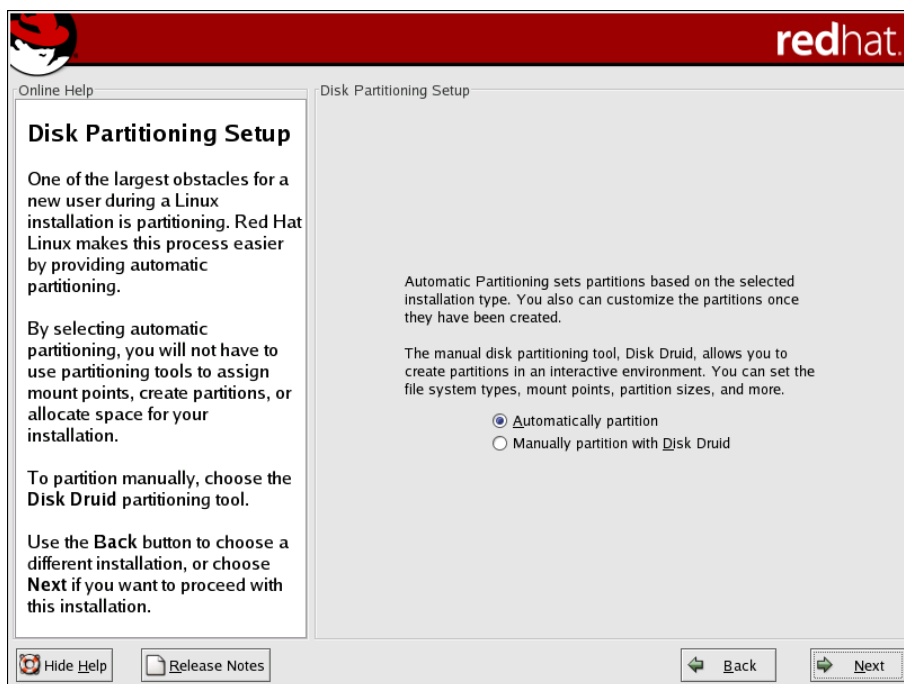 redhat.
Online Help
Disk Partitioning Setup
One of the largest obstacles for a
new user during a Linux
installation is partitioning. Red Hat
Linux makes this process easier
by providing automatic
partitioning.
By selecting automatic
partitioning, you will not have to
use partitioning tools to assign
mount points, create partitions, or
allocate space for your
installation.
To partition manually, choose the
Disk Druid partitioning tool.
Use the Back button to choose a
different installation, or choose
Next if you want to proceed with
this installation.
Disk Partitioning Setup
Automatic Partitioning sets partitions based on the selected
installation type. You also can customize the partitions once
they have been created.
The manual disk partitioning tool, Disk Druid, allows you to
create partitions in an interactive environment. You can set the
file system types, mount points, partition sizes, and more.
Automatically partition
Manually partition with Disk Druid
Hide Help
Release Notes
Back
Next